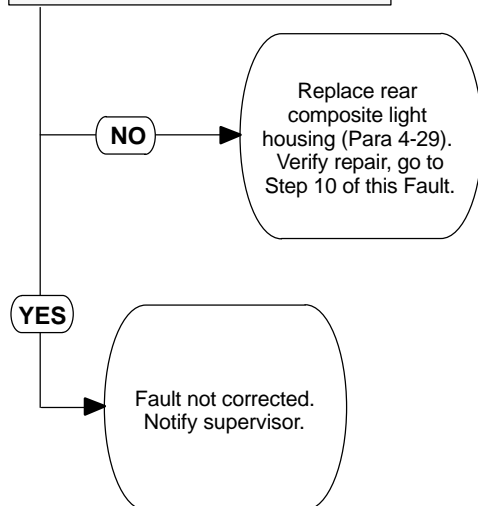 NO
Replace rear
composite light
housing (Para 4-29).
Verify repair, go to
Step 10 of this Fault.
YES
Fault not corrected.
Notify supervisor.